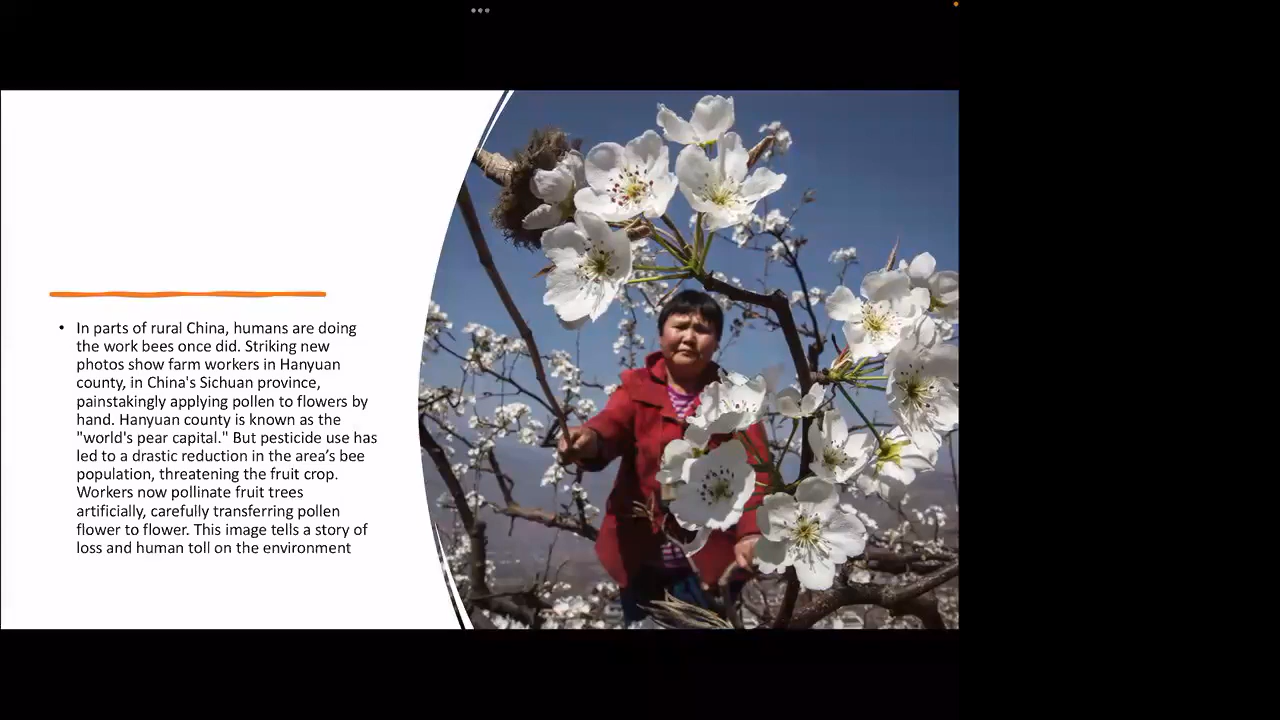 • In parts of rural China, humans are doing
the work bees once did. Striking new
photos show farm workers in Hanyuan
county, in China's Sichuan province,
painstakingly applying pollen to flowers by
hand. Hanyuan county is known as the
"world's pear capital." But pesticide use has
led to a drastic reduction in the area’s bee
population, threatening the fruit crop.
Workers now pollinate fruit trees
artificially, carefully transferring pollen
flower to flower. This image tells a story of
loss and human toll on the environment